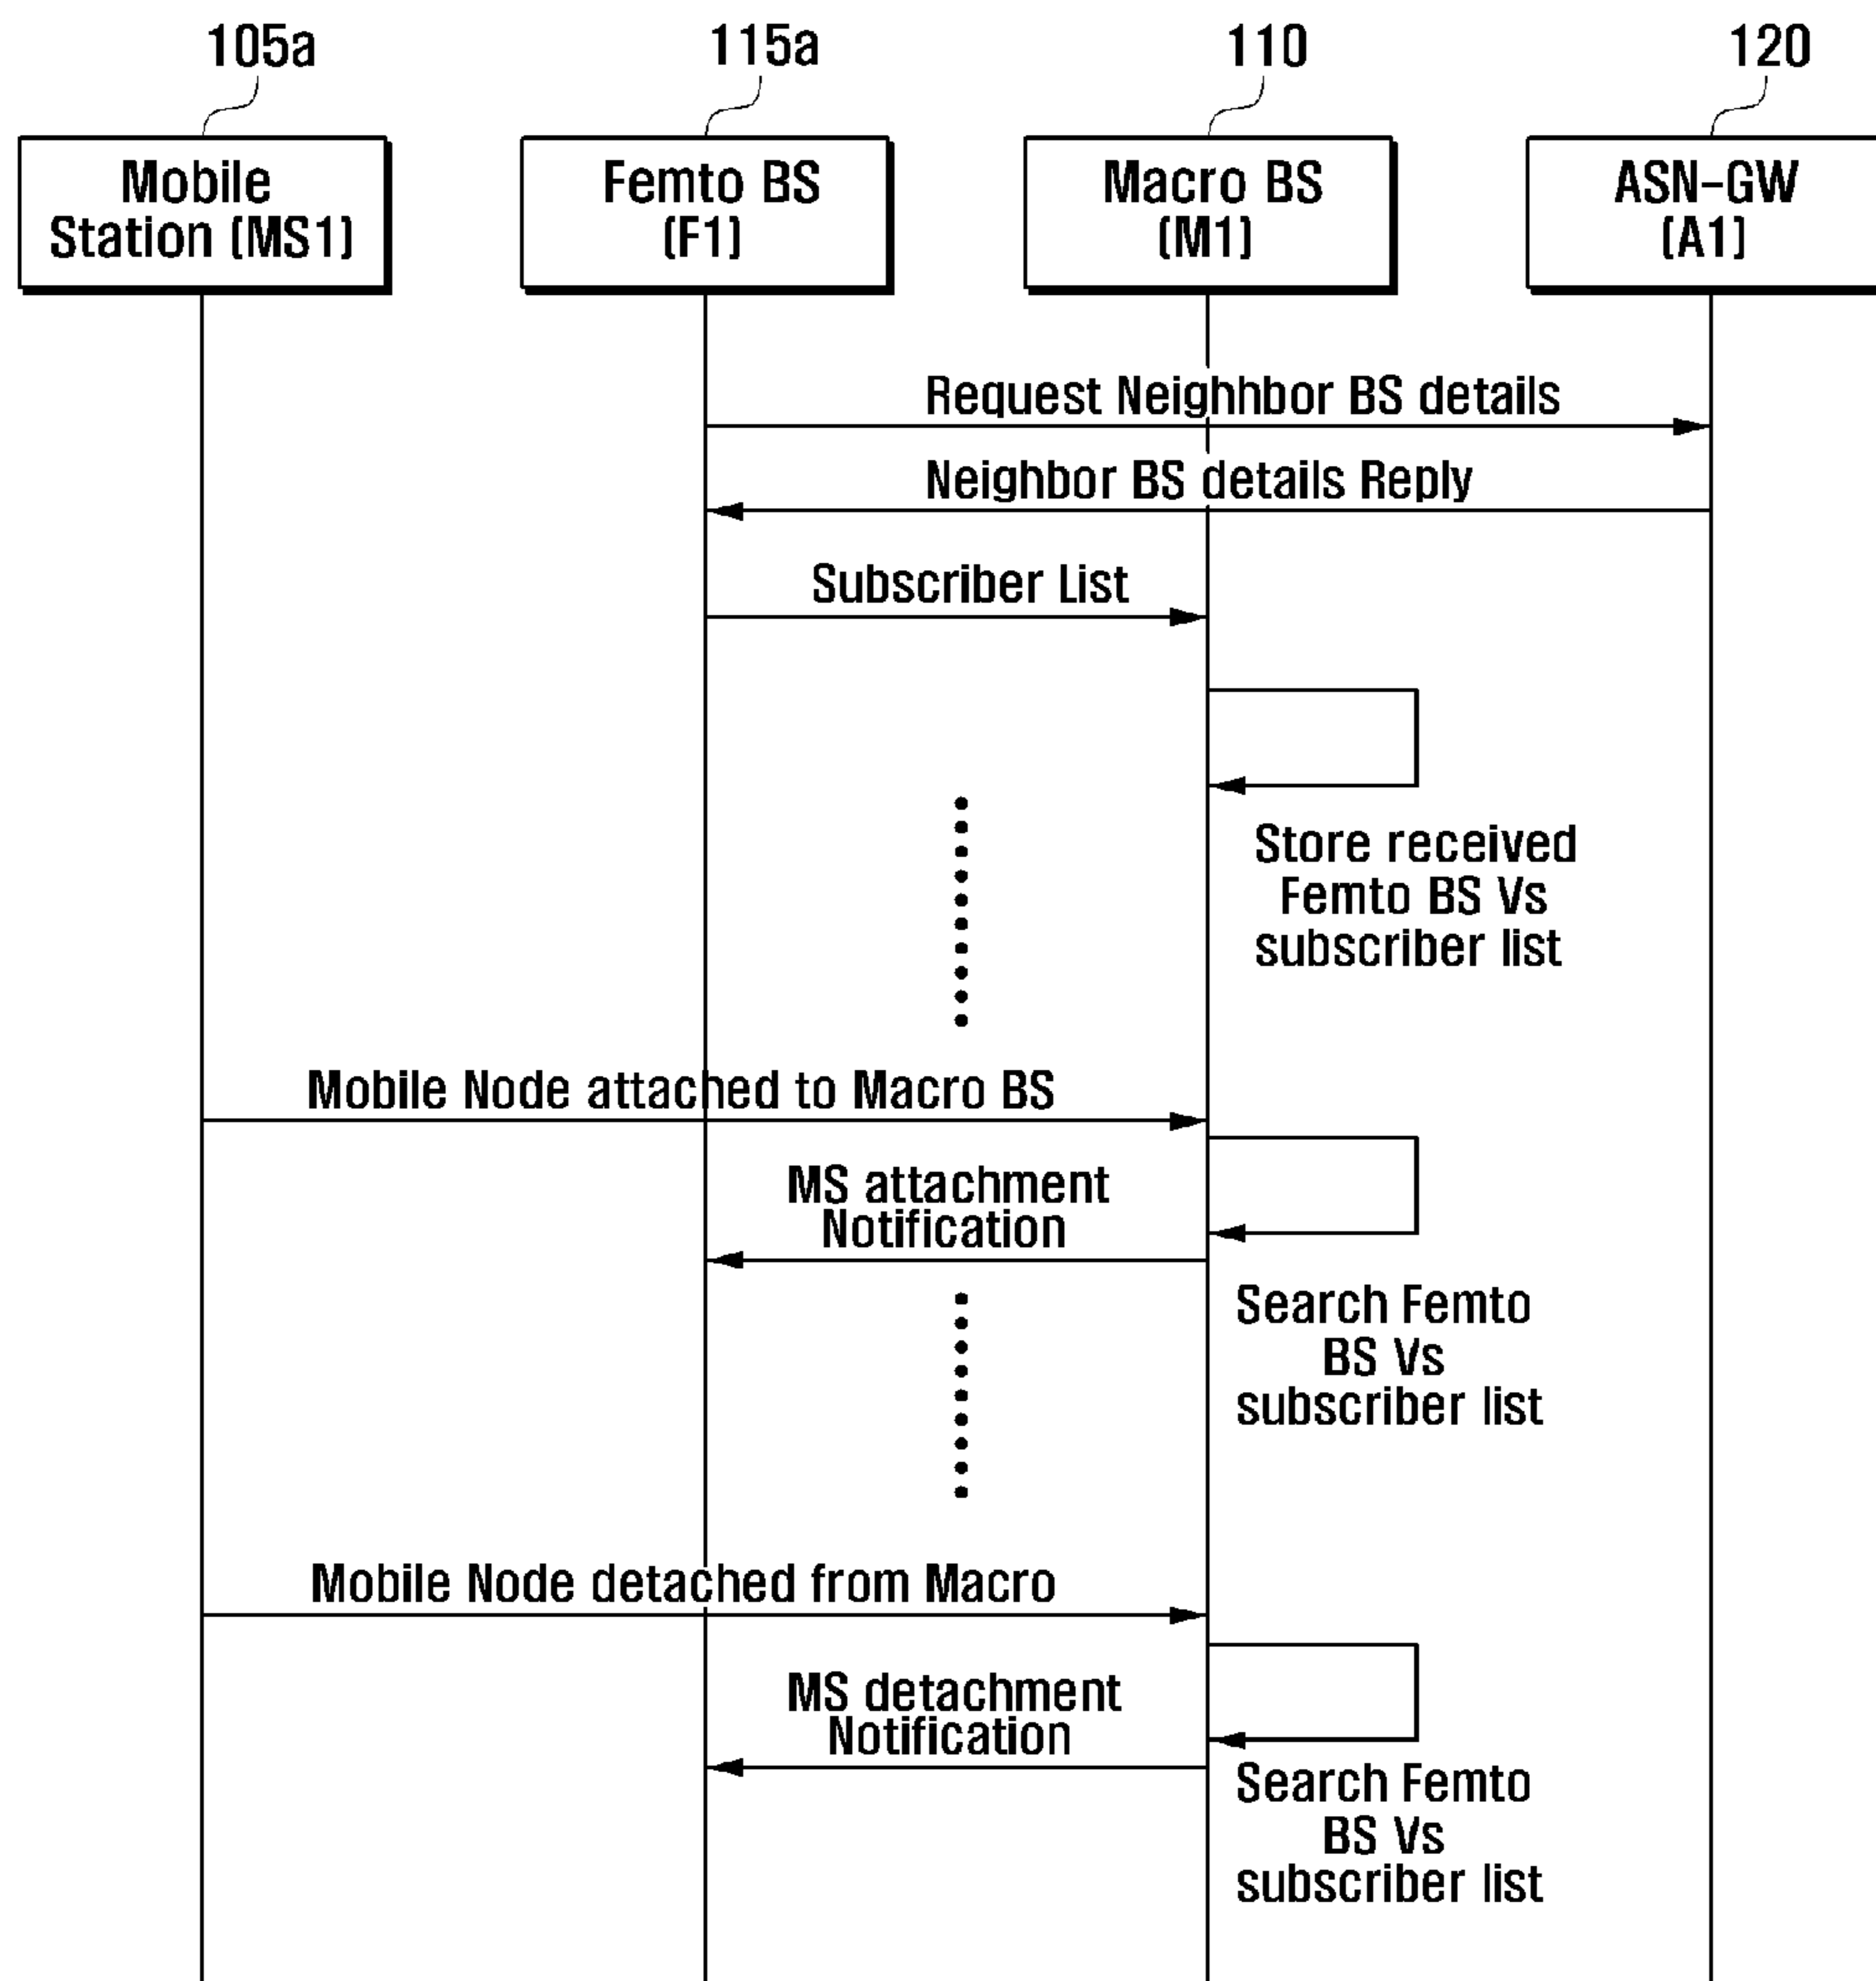 105a
115a
110
120
Mobile
Station (MS1)
Femto BS
(F1)
Macro BS
(M1)
ASN-GW
(A1)
Request Neighhbor BS details
Neighbor BS details Reply
Subscriber List
Store received
Femto BS Vs
subscriber list
Mobile Node attached to Macro BS
MS attachment
Notification
Search Femto
BS Vs
subscriber list
Mobile Node detached from Macro
MS detachment
Notification
Search Femto
BS Vs
subscriber list